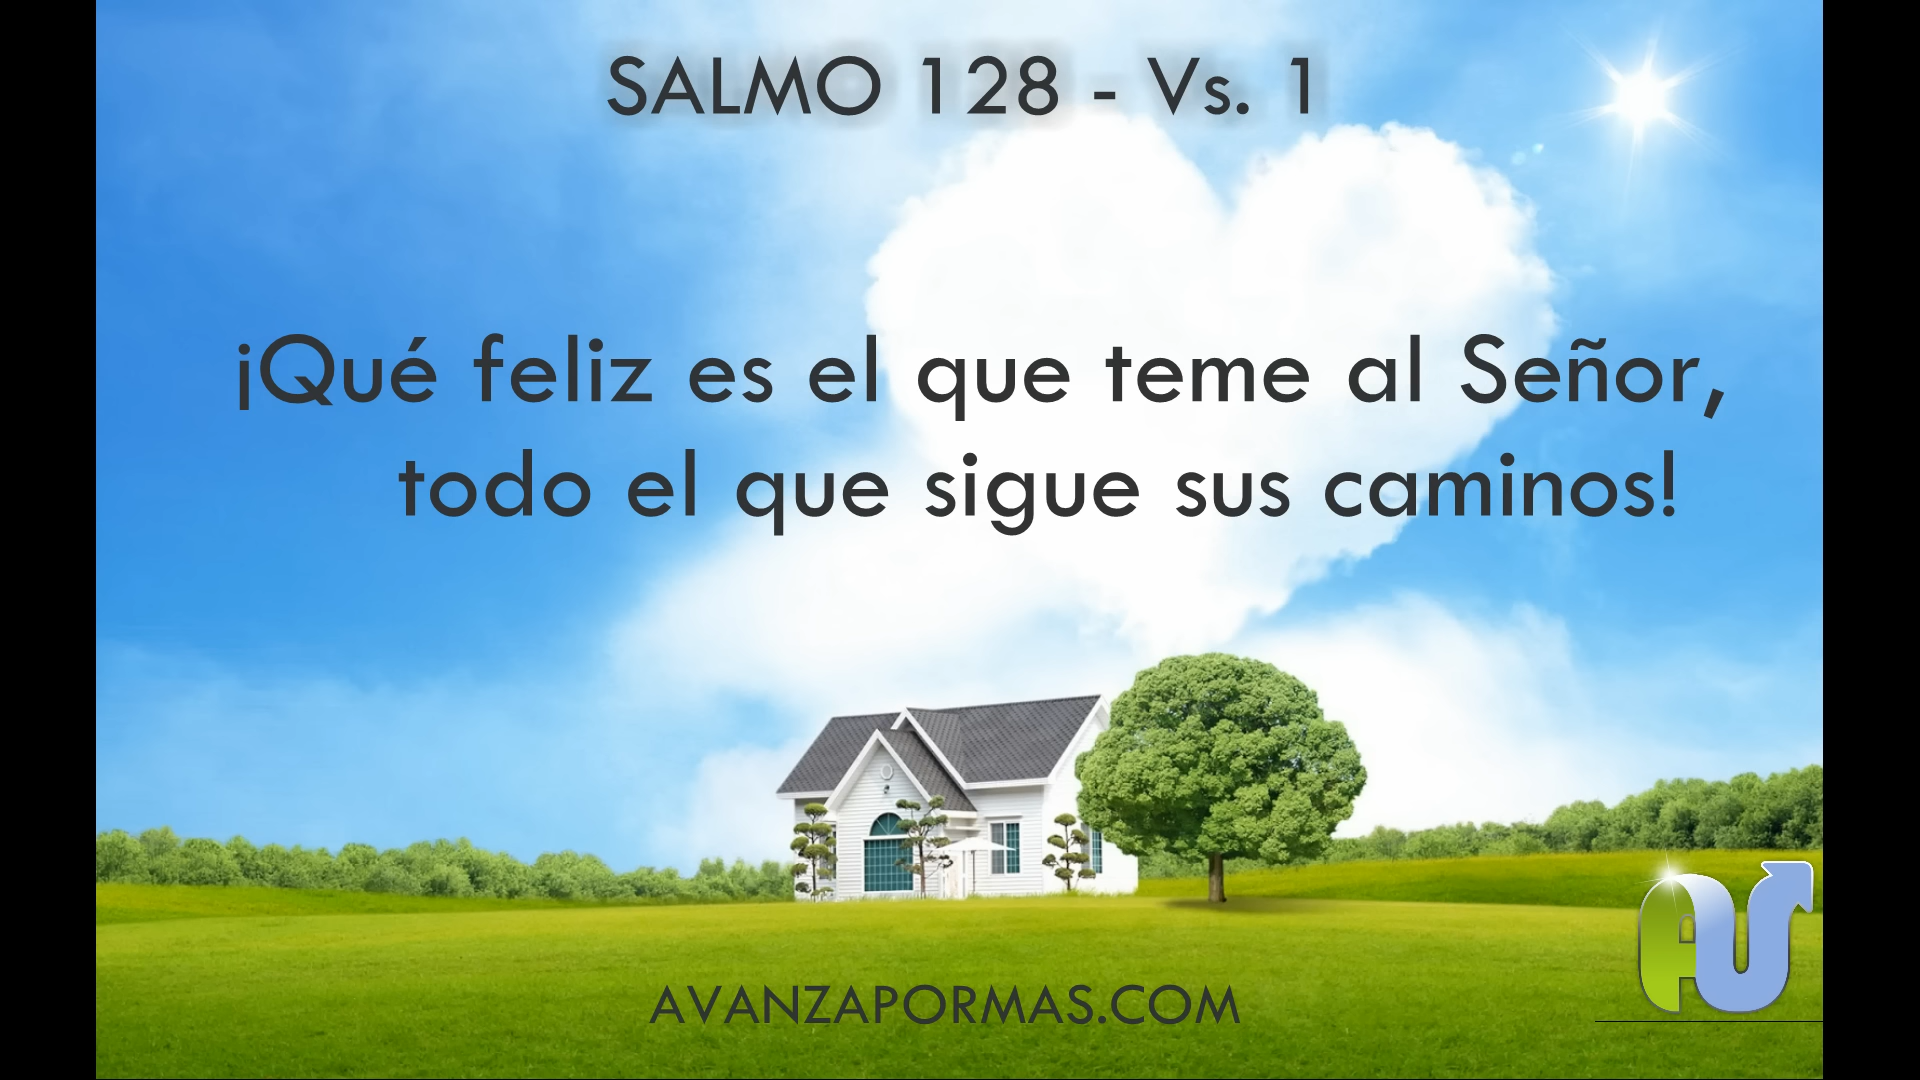 SALMO 128 - Vs. 1
¡Qué feliz es el que teme al Señor,
todo el que sigue sus caminos!
AVANZAPORMAS.COM